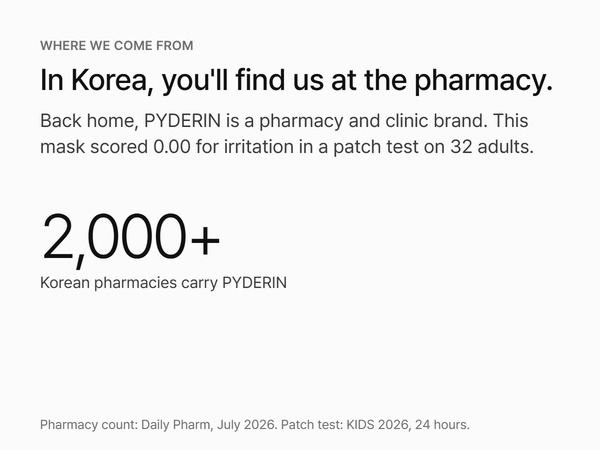 WHERE WE COME FROM
In Korea, you'll find us at the pharmacy.
Back home, PYDERIN is a pharmacy and clinic brand. This
mask scored 0.00 for irritation in a patch test on 32 adults.
2,000+
Korean pharmacies carry PYDERIN
Pharmacy count: Daily Pharm, July 2026. Patch test: KIDS 2026, 24 hours.